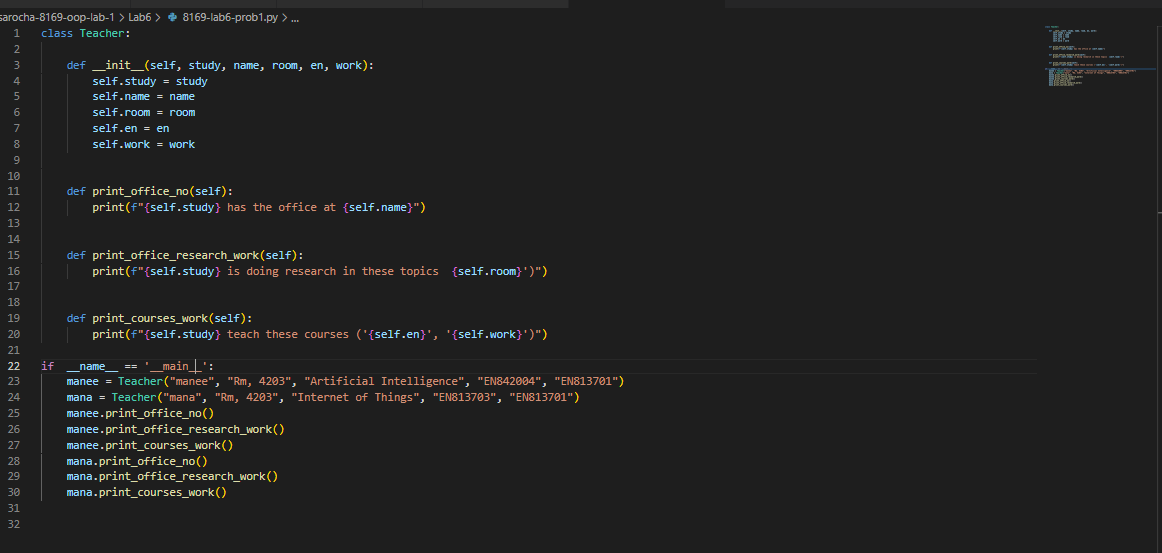 sarocha-8169-oop-lab-1 > Lab6 > 8169-lab6-prob1.py > ...
1 class Teacher:
2
3     def __init__(self, study, name, room, en, work):
4         self.study = study
5         self.name = name
6         self.room = room
7         self.en = en
8         self.work = work
9
10
11     def print_office_no(self):
12         print(f"{self.study} has the office at {self.name}")
13
14
15     def print_office_research_work(self):
16         print(f"{self.study} is doing research in these topics  {self.room}')")
17
18
19     def print_courses_work(self):
20         print(f"{self.study} teach these courses ('{self.en}', '{self.work}')")
21
22 if  __name__ == '__main__':
23     manee = Teacher("manee", "Rm, 4203", "Artificial Intelligence", "EN842004", "EN813701")
24     mana = Teacher("mana", "Rm, 4203", "Internet of Things", "EN813703", "EN813701")
25     manee.print_office_no()
26     manee.print_office_research_work()
27     manee.print_courses_work()
28     mana.print_office_no()
29     mana.print_office_research_work()
30     mana.print_courses_work()
31
32